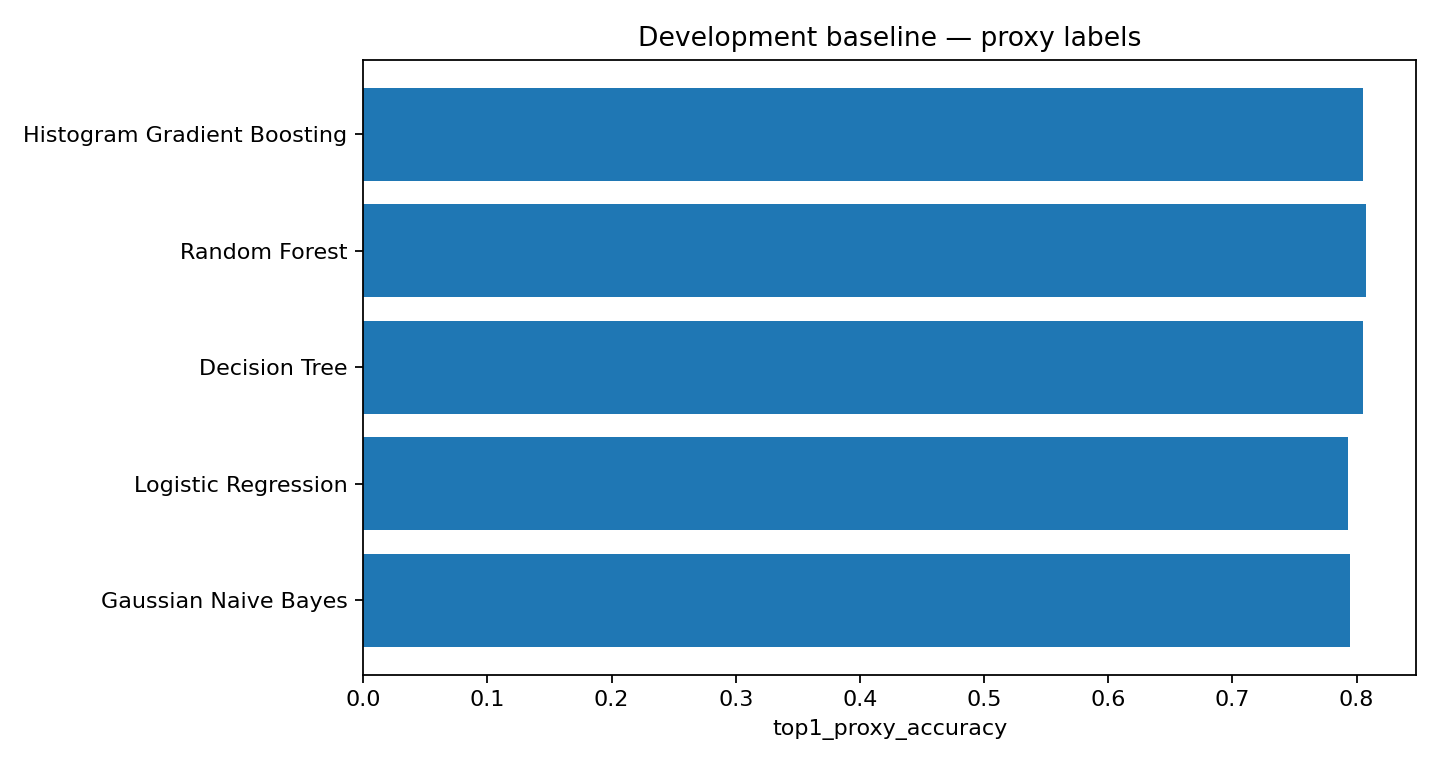 Development baseline — proxy labels
Histogram Gradient Boosting
Random Forest
Decision Tree
Logistic Regression
Gaussian Naive Bayes
0.0 0.1 0.2 0.3 0.4 0.5 0.6 0.7 0.8
top1_proxy_accuracy